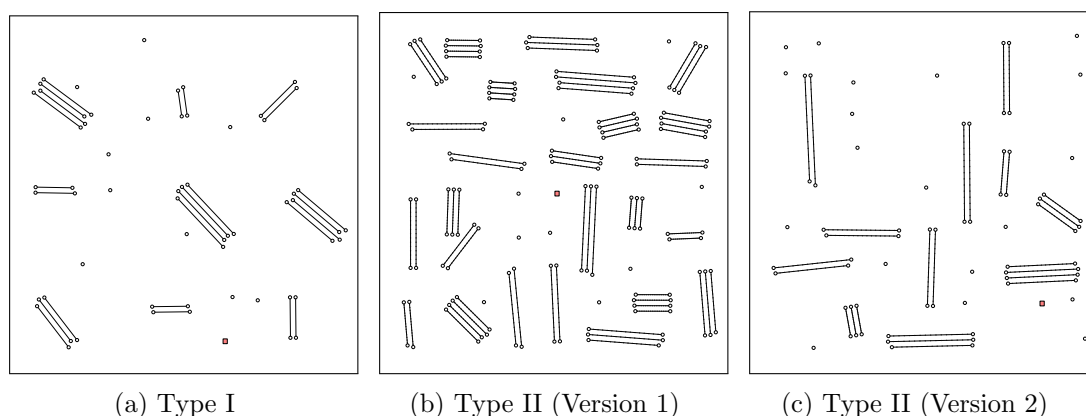 (a) Type I
(b) Type II (Version 1)
(c) Type II (Version 2)